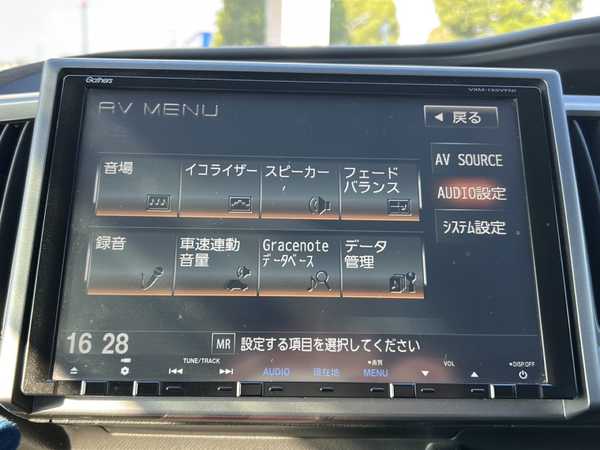 Gathers
AV MENU
戻る
AV SOURCE
AUDIO設定
システム設定
音場
イコライザー
スピーカー
フェード
バランス
録音
車速連動
音量
Gracenote
データベース
データ
管理
16 28
MR
設定する項目を選択してください
TUNE/TRACK
AUDIO
現在地
画質
MENU
VOL
DISP OFF